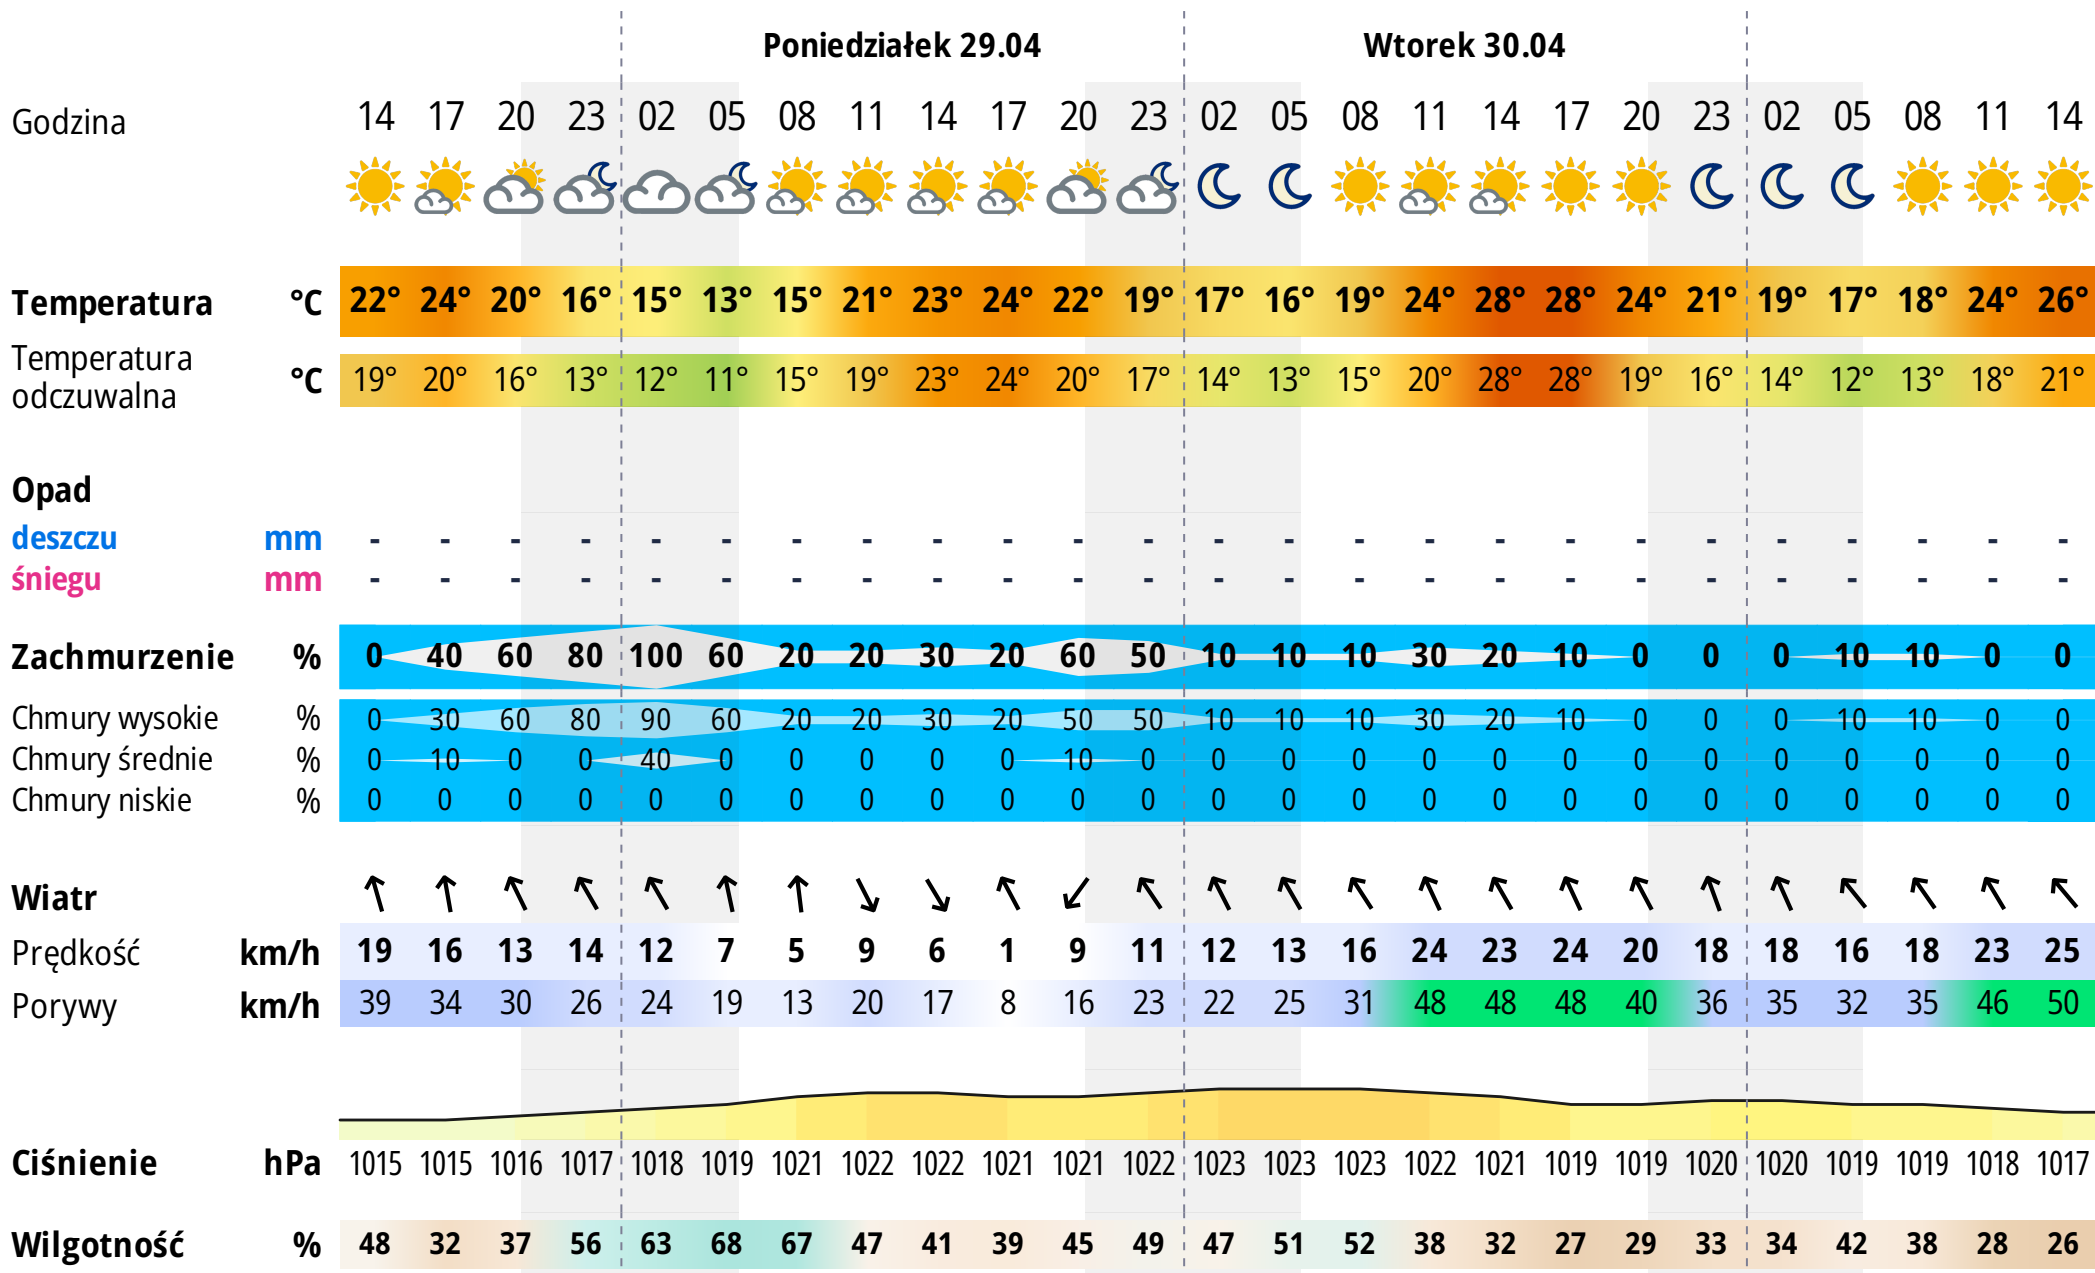 Poniedziałek 29.04 Wtorek 30.04
Godzina 14 17 20 23 02 05 08 11 14 17 20 23 02 05 08 11 14 17 20 23 02 05 08 11 14
Temperatura °C 22° 24° 20° 16° 15° 13° 15° 21° 23° 24° 22° 19° 17° 16° 19° 24° 28° 28° 24° 21° 19° 17° 18° 24° 26°
Temperatura
odczuwalna °C 19° 20° 16° 13° 12° 11° 15° 19° 23° 24° 20° 17° 14° 13° 15° 20° 28° 28° 19° 16° 14° 12° 13° 18° 21°
Opad
deszczu mm - - - - - - - - - - - - - - - - - - - - - - - - -
śniegu mm - - - - - - - - - - - - - - - - - - - - - - - - -
Zachmurzenie % 0 40 60 80 100 60 20 20 30 20 60 50 10 10 10 30 20 10 0 0 0 10 10 0 0
Chmury wysokie % 0 30 60 80 90 60 20 20 30 20 50 50 10 10 10 30 20 10 0 0 0 10 10 0 0
Chmury średnie % 0 10 0 0 40 0 0 0 0 0 10 0 0 0 0 0 0 0 0 0 0 0 0 0 0
Chmury niskie % 0 0 0 0 0 0 0 0 0 0 0 0 0 0 0 0 0 0 0 0 0 0 0 0 0
Wiatr
Prędkość km/h 19 16 13 14 12 7 5 9 6 1 9 11 12 13 16 24 23 24 20 18 18 16 18 23 25
Porywy km/h 39 34 30 26 24 19 13 20 17 8 16 23 22 25 31 48 48 48 40 36 35 32 35 46 50
Ciśnienie hPa 1015 1015 1016 1017 1018 1019 1021 1022 1022 1021 1021 1022 1023 1023 1023 1022 1021 1019 1019 1020 1020 1019 1019 1018 1017
Wilgotność % 48 32 37 56 63 68 67 47 41 39 45 49 47 51 52 38 32 27 29 33 34 42 38 28 26